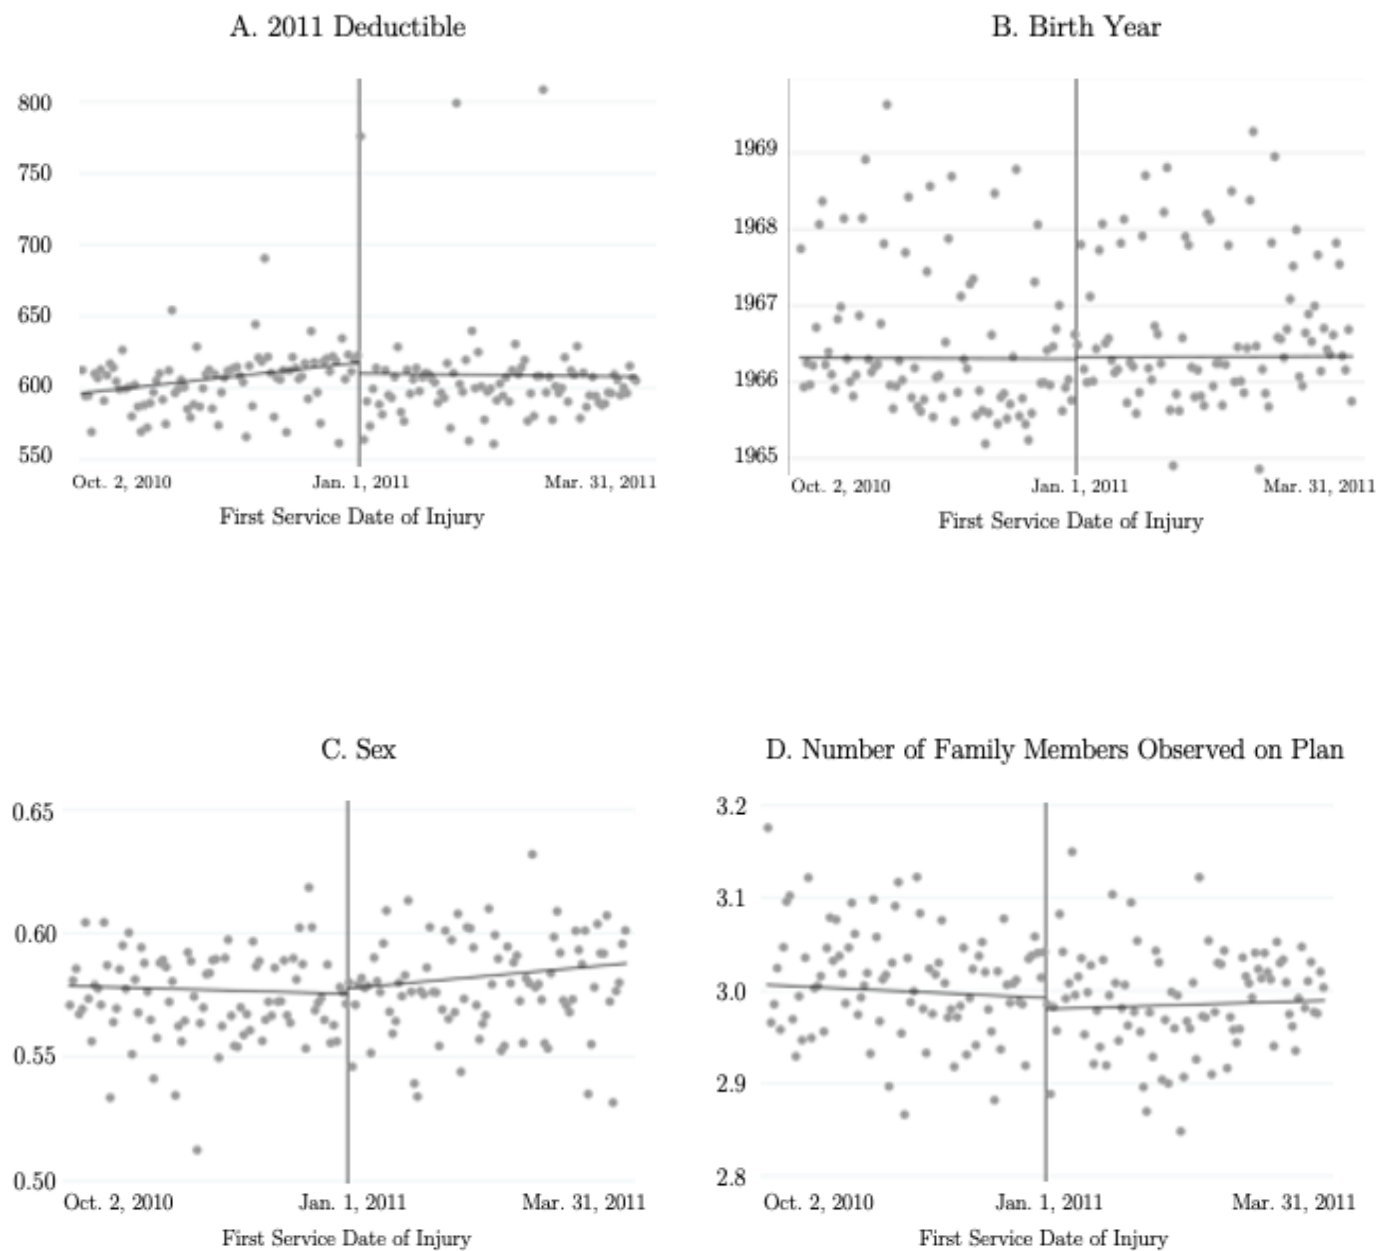 A. 2011 Deductible
800
750
700
650
600
550
Oct. 2, 2010 Jan. 1, 2011 Mar. 31, 2011
First Service Date of Injury
B. Birth Year
1969
1968
1967
1966
1965
Oct. 2, 2010 Jan. 1, 2011 Mar. 31, 2011
First Service Date of Injury
C. Sex
0.65
0.60
0.55
0.50
Oct. 2, 2010 Jan. 1, 2011 Mar. 31, 2011
First Service Date of Injury
D. Number of Family Members Observed on Plan
3.2
3.1
3.0
2.9
2.8
Oct. 2, 2010 Jan. 1, 2011 Mar. 31, 2011
First Service Date of Injury